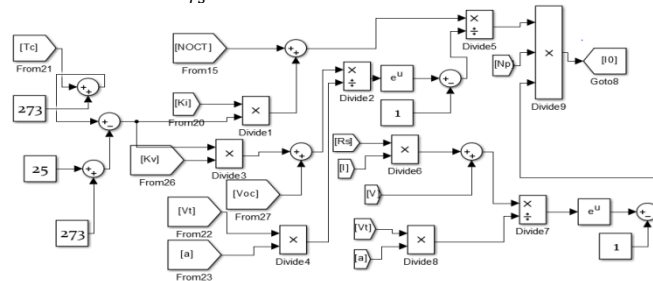 rs
[Tc]
From21
273
25
273
[NOCT]
From15
[Ki]
From20
Divide1
[Kv]
From26
Divide3
[Voc]
From27
[Vt]
From22
[a]
From23
Divide4
×
÷
Divide2
e^u
1
×
÷
Divide5
[Np]
×
Divide9
[I0]
Goto8
[Rs]
[I]
×
Divide6
[V]
[Vt]
[a]
×
Divide8
×
÷
Divide7
e^u
1